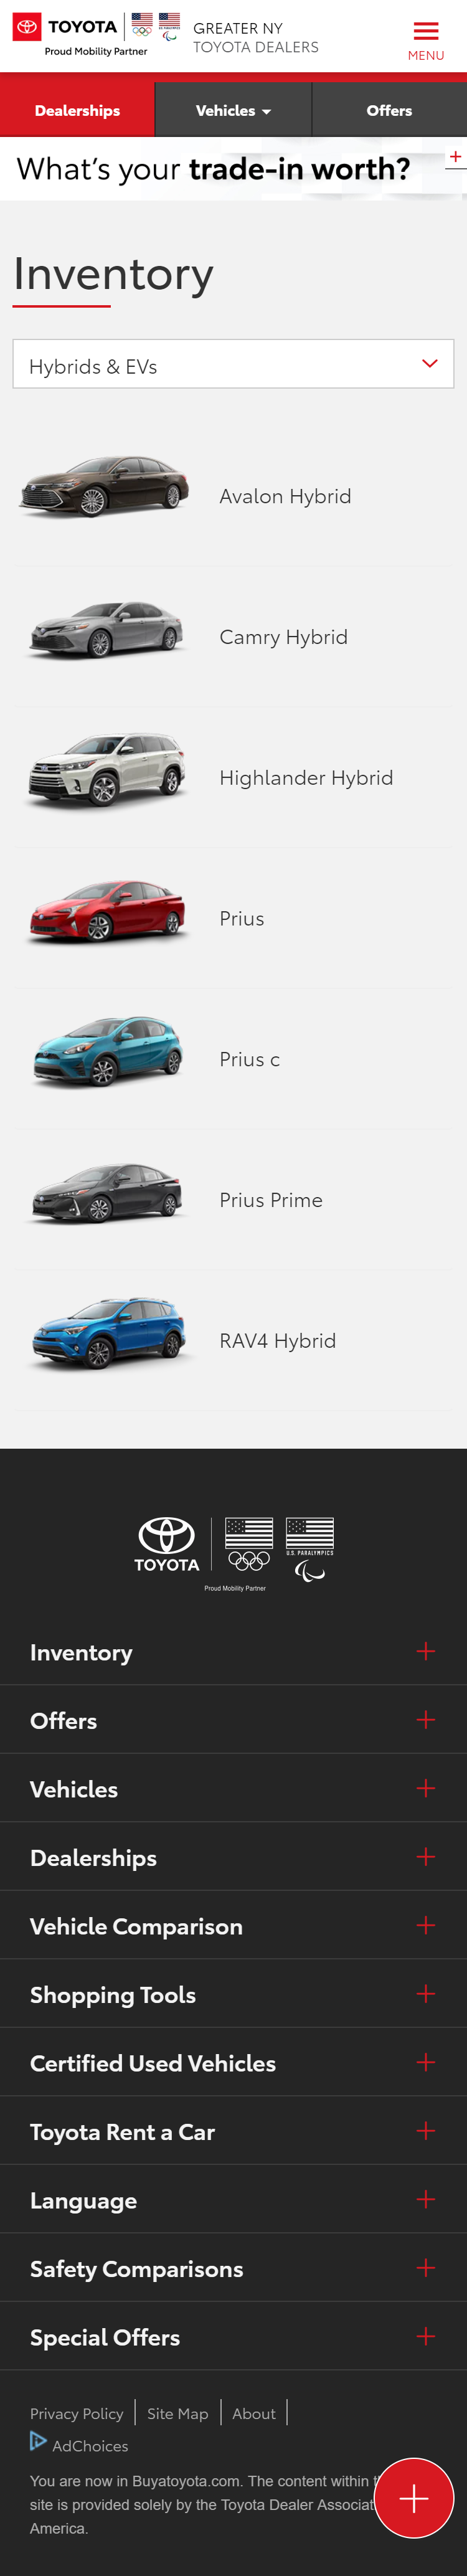 TOYOTA
Proud Mobility Partner
GREATER NY
TOYOTA DEALERS
MENU
Dealerships
Vehicles
Offers
What's your trade-in worth?
Inventory
Hybrids & EVs
Avalon Hybrid
Camry Hybrid
Highlander Hybrid
Prius
Prius c
Prius Prime
RAV4 Hybrid
TOYOTA
U.S. PARALYMPICS
Proud Mobility Partner
Inventory
Offers
Vehicles
Dealerships
Vehicle Comparison
Shopping Tools
Certified Used Vehicles
Toyota Rent a Car
Language
Safety Comparisons
Special Offers
Privacy Policy
Site Map
About
AdChoices
You are now in Buyatoyota.com. The content within
site is provided solely by the Toyota Dealer Associat
America.